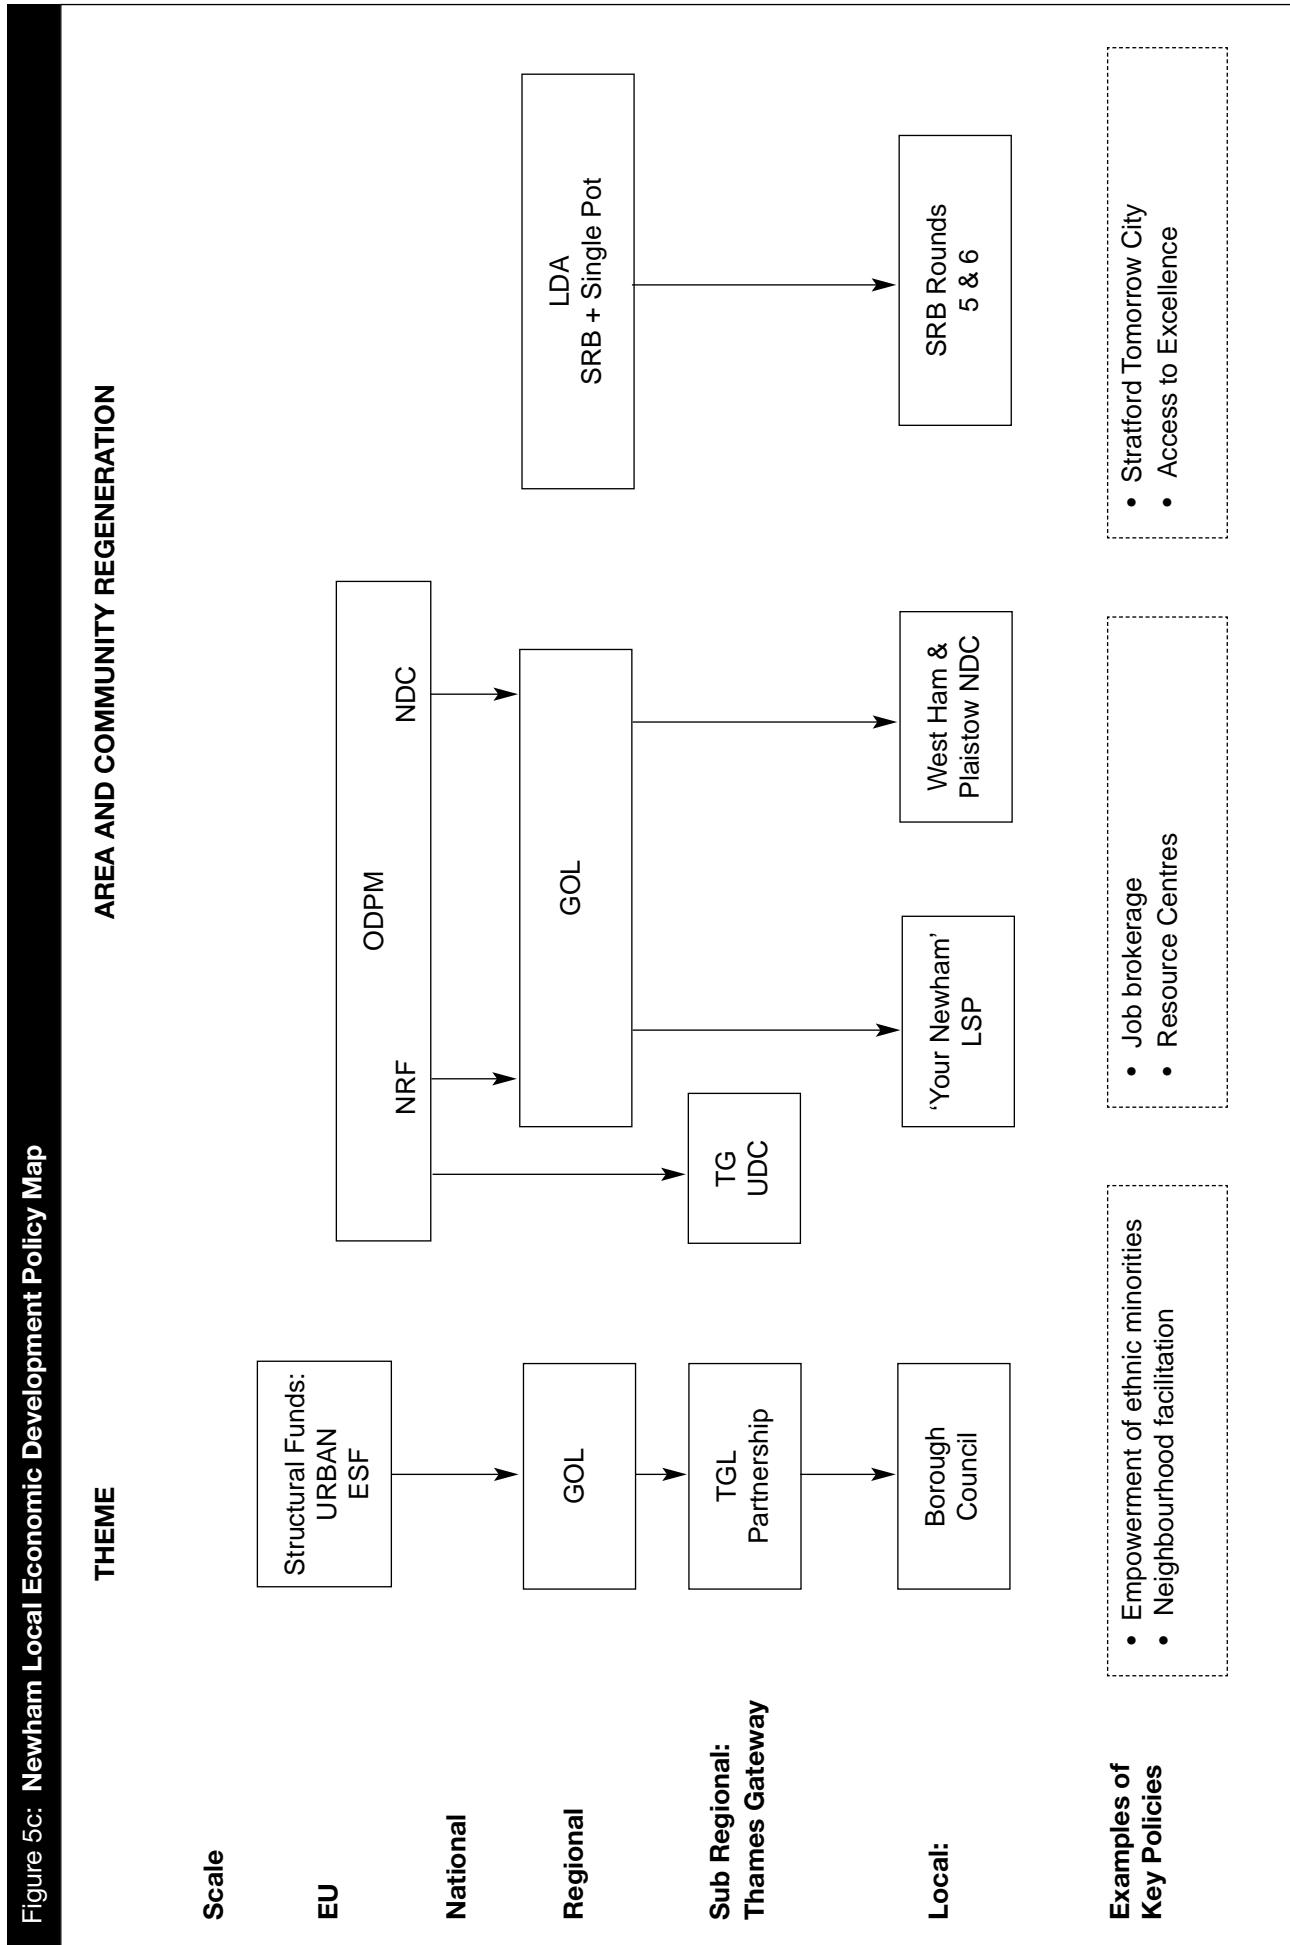 Figure 5c: Newham Local Economic Development Policy Map
THEME
AREA AND COMMUNITY REGENERATION
Scale
EU
Structural Funds:
URBAN
ESF
National
ODPM
NRF
NDC
Regional
GOL
GOL
LDA
SRB + Single Pot
Sub Regional:
Thames Gateway
TGL
Partnership
TG
UDC
Local:
Borough
Council
‘Your Newham’
LSP
West Ham &
Plaistow NDC
SRB Rounds
5 & 6
Examples of
Key Policies
• Empowerment of ethnic minorities
• Neighbourhood facilitation
• Job brokerage
• Resource Centres
• Stratford Tomorrow City
• Access to Excellence